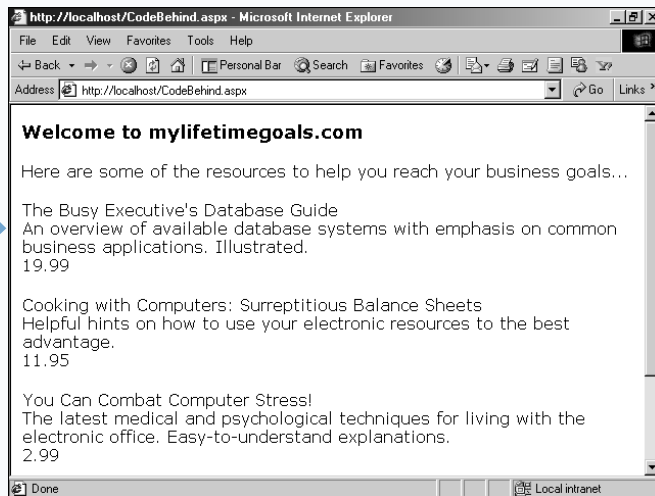 http://localhost/CodeBehind.aspx - Microsoft Internet Explorer
File Edit View Favorites Tools Help
Back Personal Bar Search Favorites
Address http://localhost/CodeBehind.aspx Go Links
Welcome to mylifetimegoals.com
Here are some of the resources to help you reach your business goals...
The Busy Executive's Database Guide
An overview of available database systems with emphasis on common
business applications. Illustrated.
19.99
Cooking with Computers: Surreptitious Balance Sheets
Helpful hints on how to use your electronic resources to the best
advantage.
11.95
You Can Combat Computer Stress!
The latest medical and psychological techniques for living with the
electronic office. Easy-to-understand explanations.
2.99
Done Local intranet